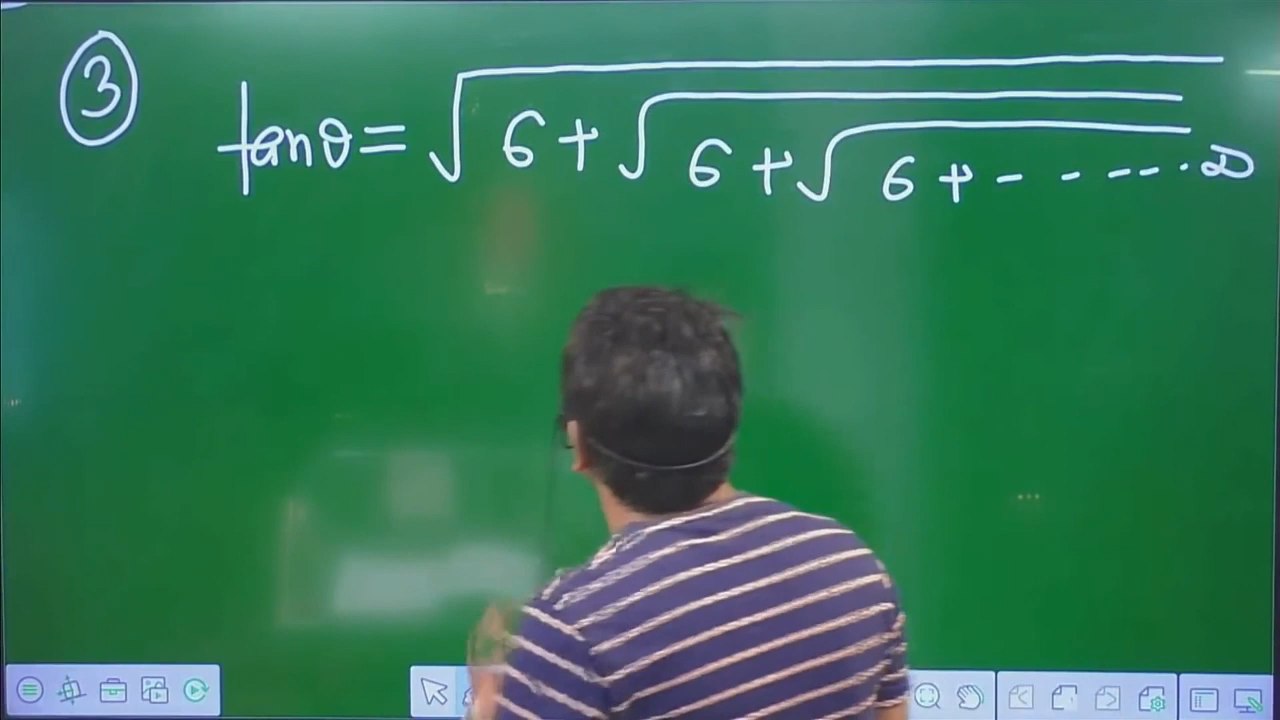 ③ tanθ = √6 + √6 + √6 + - - - - - . ∞